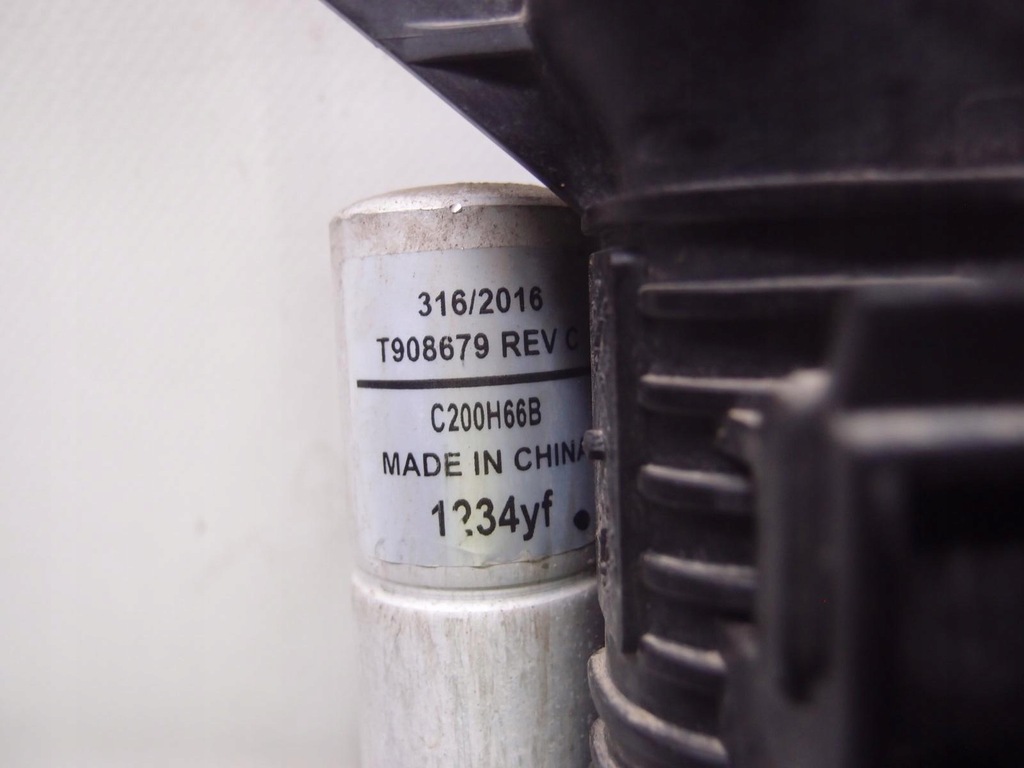 316/2016
T908679 REV C
C200H66B
MADE IN CHINA
1234yf